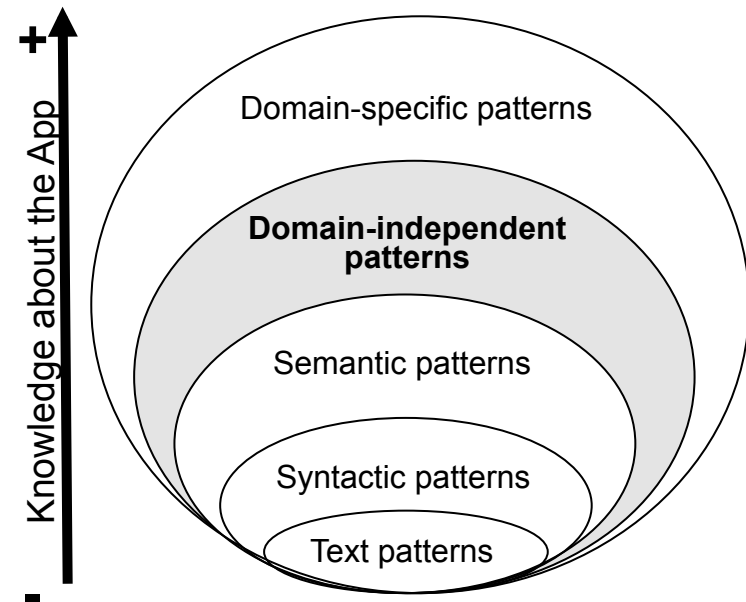 +
Knowledge about the App
-
Domain-specific patterns
Domain-independent
patterns
Semantic patterns
Syntactic patterns
Text patterns